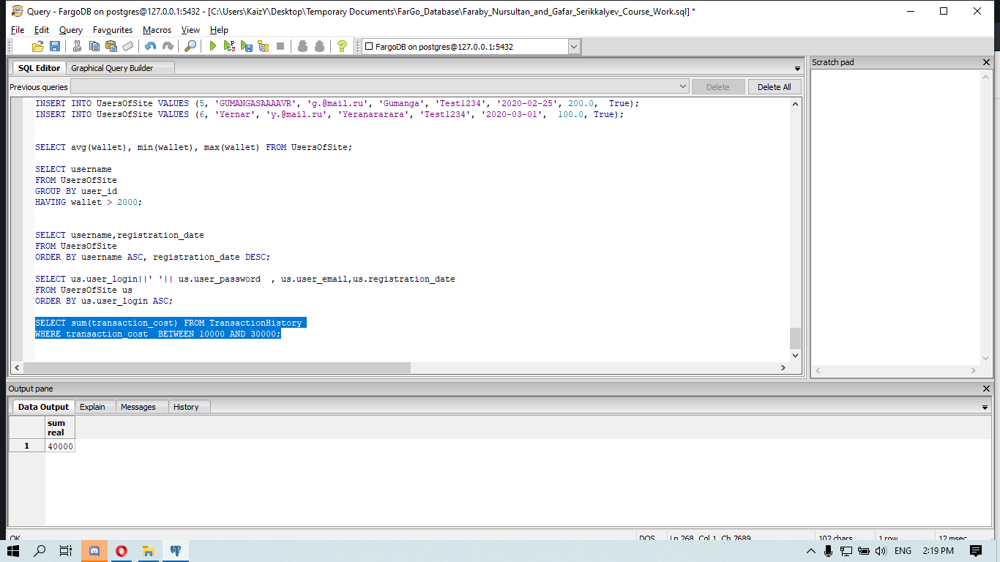 Query - FargoDB on postgres@127.0.0.1:5432 - [C:\Users\KaizY\Desktop\Temporary Documents\FarGo_Database\Faraby_Nursultan_and_Gafar_Serikkalyev_Course_Work.sql] *
File Edit Query Favourites Macros View Help
FargoDB on postgres@127.0.0.1:5432
SQL Editor Graphical Query Builder
Previous queries Delete Delete All
Scratch pad
INSERT INTO UsersOfSite VALUES (5, 'GUMANGASAAAAVR', 'g.@mail.ru', 'Gumanga', 'Test1234', '2020-02-25', 200.0,  True);
INSERT INTO UsersOfSite VALUES (6, 'Yernar', 'y.@mail.ru', 'Yeranararara', 'Test1234', '2020-03-01',  100.0, True);
SELECT avg(wallet), min(wallet), max(wallet) FROM UsersOfSite;
SELECT username
FROM UsersOfSite
GROUP BY user_id
HAVING wallet > 2000;
SELECT username,registration_date
FROM UsersOfSite
ORDER BY username ASC, registration_date DESC;
SELECT us.user_login||' '|| us.user_password  , us.user_email,us.registration_date
FROM UsersOfSite us
ORDER BY us.user_login ASC;
SELECT sum(transaction_cost) FROM TransactionHistory
WHERE transaction_cost  BETWEEN 10000 AND 30000;
Output pane
Data Output Explain Messages History
sum
real
1 40000
OK DOS Ln 268, Col 1, Ch 7689 102 chars 1 row 12 msec
ENG 2:19 PM